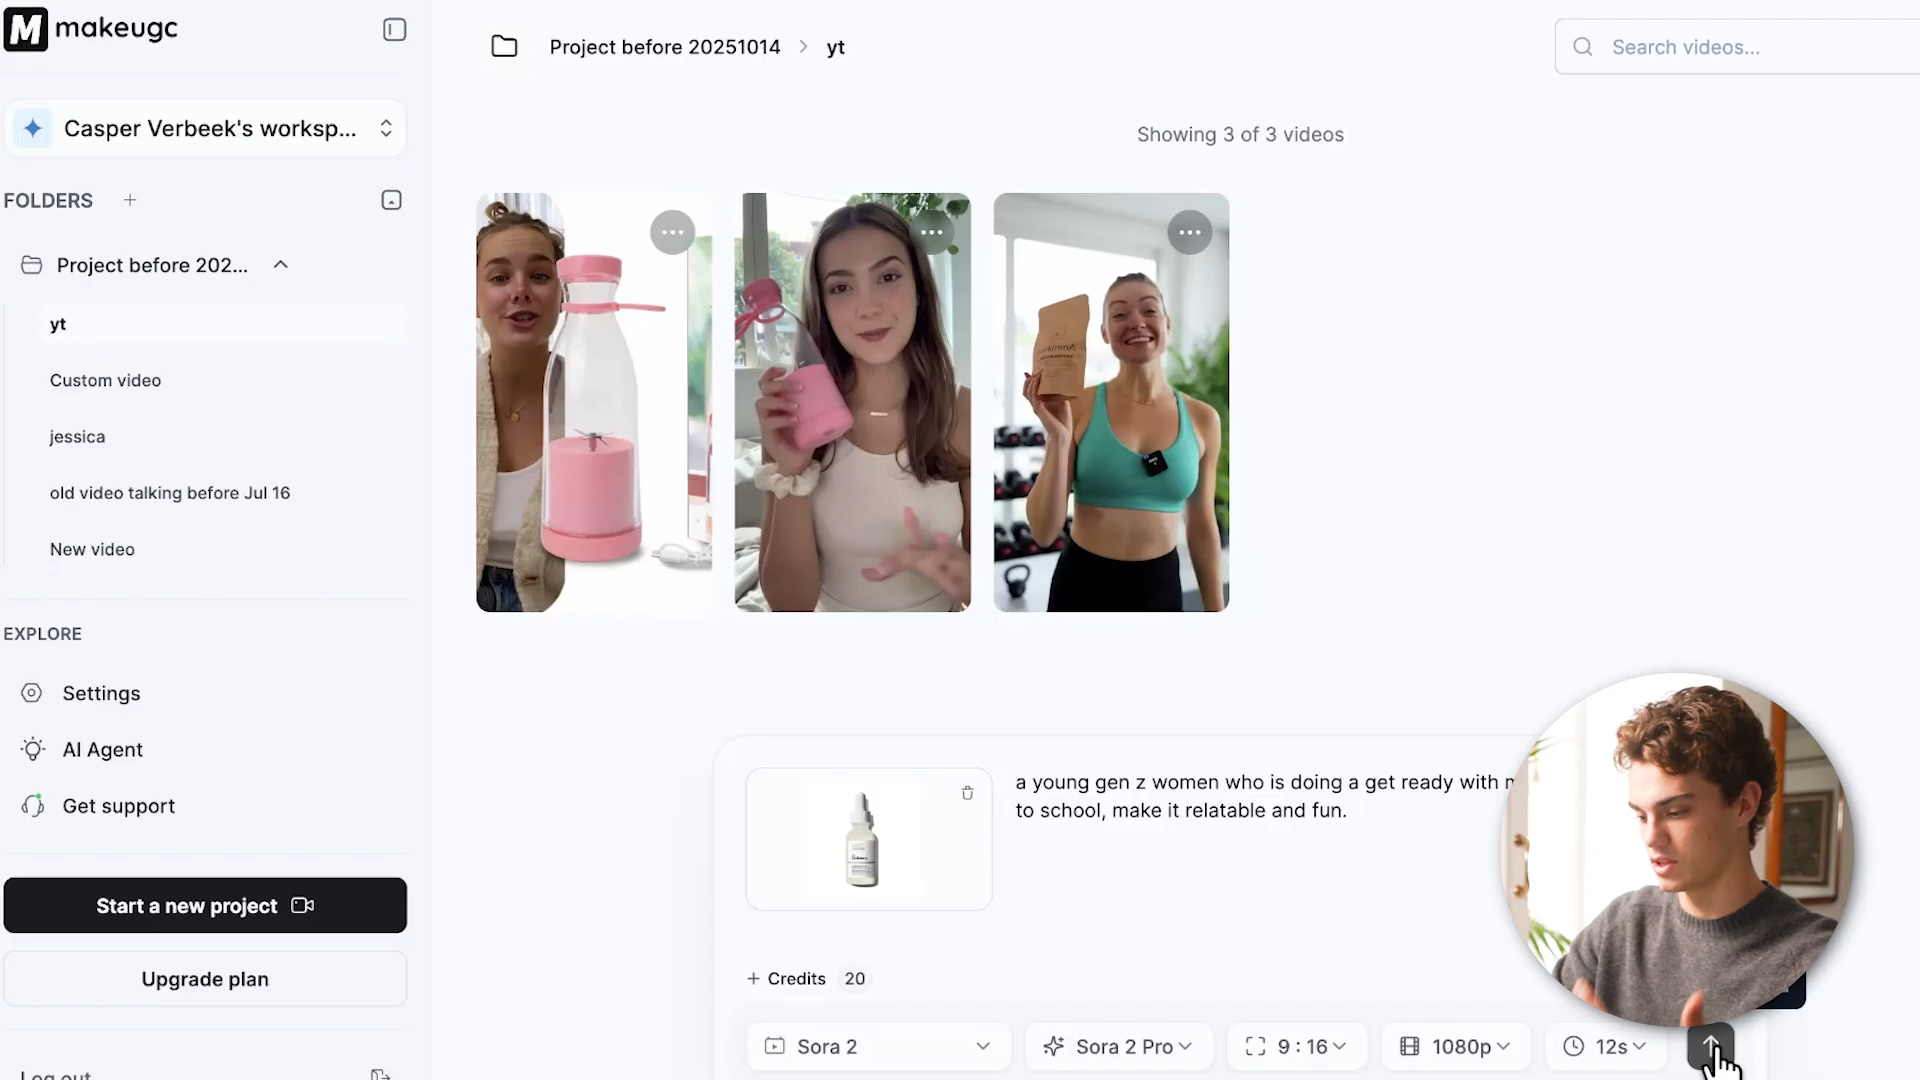 makeugc
Project before 20251014 > yt
Search videos...
Casper Verbeek's worksp...
Showing 3 of 3 videos
FOLDERS +
Project before 202...
yt
Custom video
jessica
old video talking before Jul 16
New video
EXPLORE
Settings
AI Agent
Get support
Start a new project
Upgrade plan
Log out
a young gen z women who is doing a get ready with
to school, make it relatable and fun.
+ Credits 20
Sora 2
Sora 2 Pro
9:16
1080p
12s